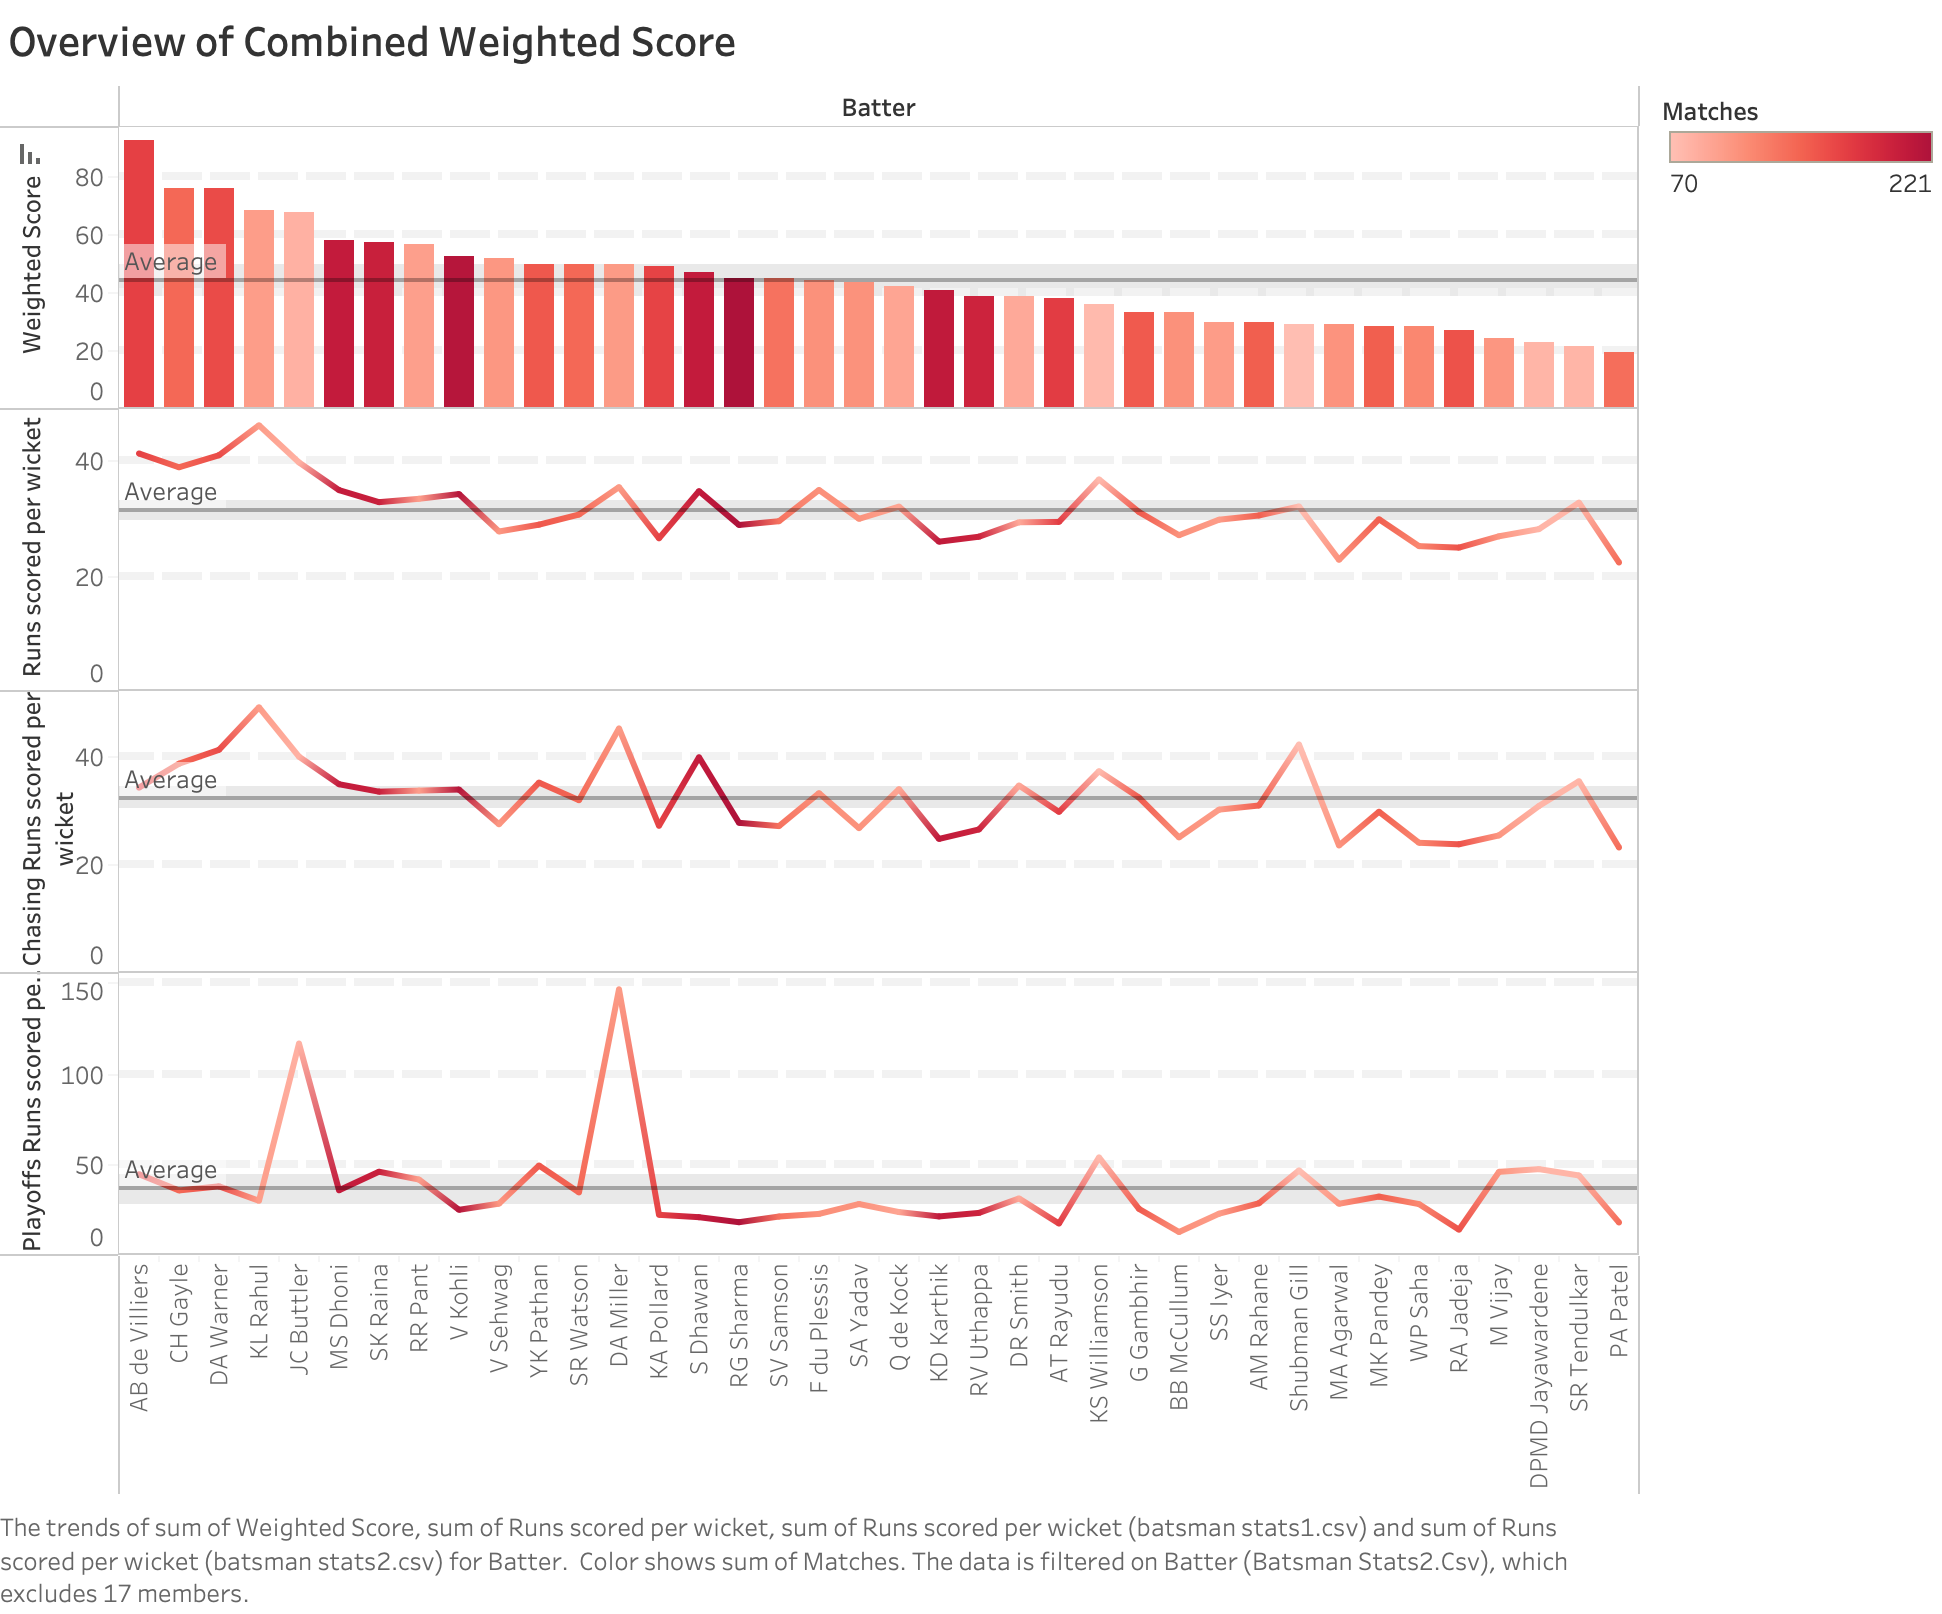 Overview of Combined Weighted Score
Batter
Matches
70
221
Weighted Score
80
60
40
20
0
Average
Runs scored per wicket
40
20
0
Average
Chasing Runs scored per
wicket
40
20
0
Average
Playoffs Runs scored pe..
150
100
50
0
Average
AB de Villiers
CH Gayle
DA Warner
KL Rahul
JC Buttler
MS Dhoni
SK Raina
RR Pant
V Kohli
V Sehwag
YK Pathan
SR Watson
DA Miller
KA Pollard
S Dhawan
RG Sharma
SV Samson
F du Plessis
SA Yadav
Q de Kock
KD Karthik
RV Uthappa
DR Smith
AT Rayudu
KS Williamson
G Gambhir
BB McCullum
SS Iyer
AM Rahane
Shubman Gill
MA Agarwal
MK Pandey
WP Saha
RA Jadeja
M Vijay
DPMD Jayawardene
SR Tendulkar
PA Patel
The trends of sum of Weighted Score, sum of Runs scored per wicket, sum of Runs scored per wicket (batsman stats1.csv) and sum of Runs
scored per wicket (batsman stats2.csv) for Batter.  Color shows sum of Matches. The data is filtered on Batter (Batsman Stats2.Csv), which
excludes 17 members.